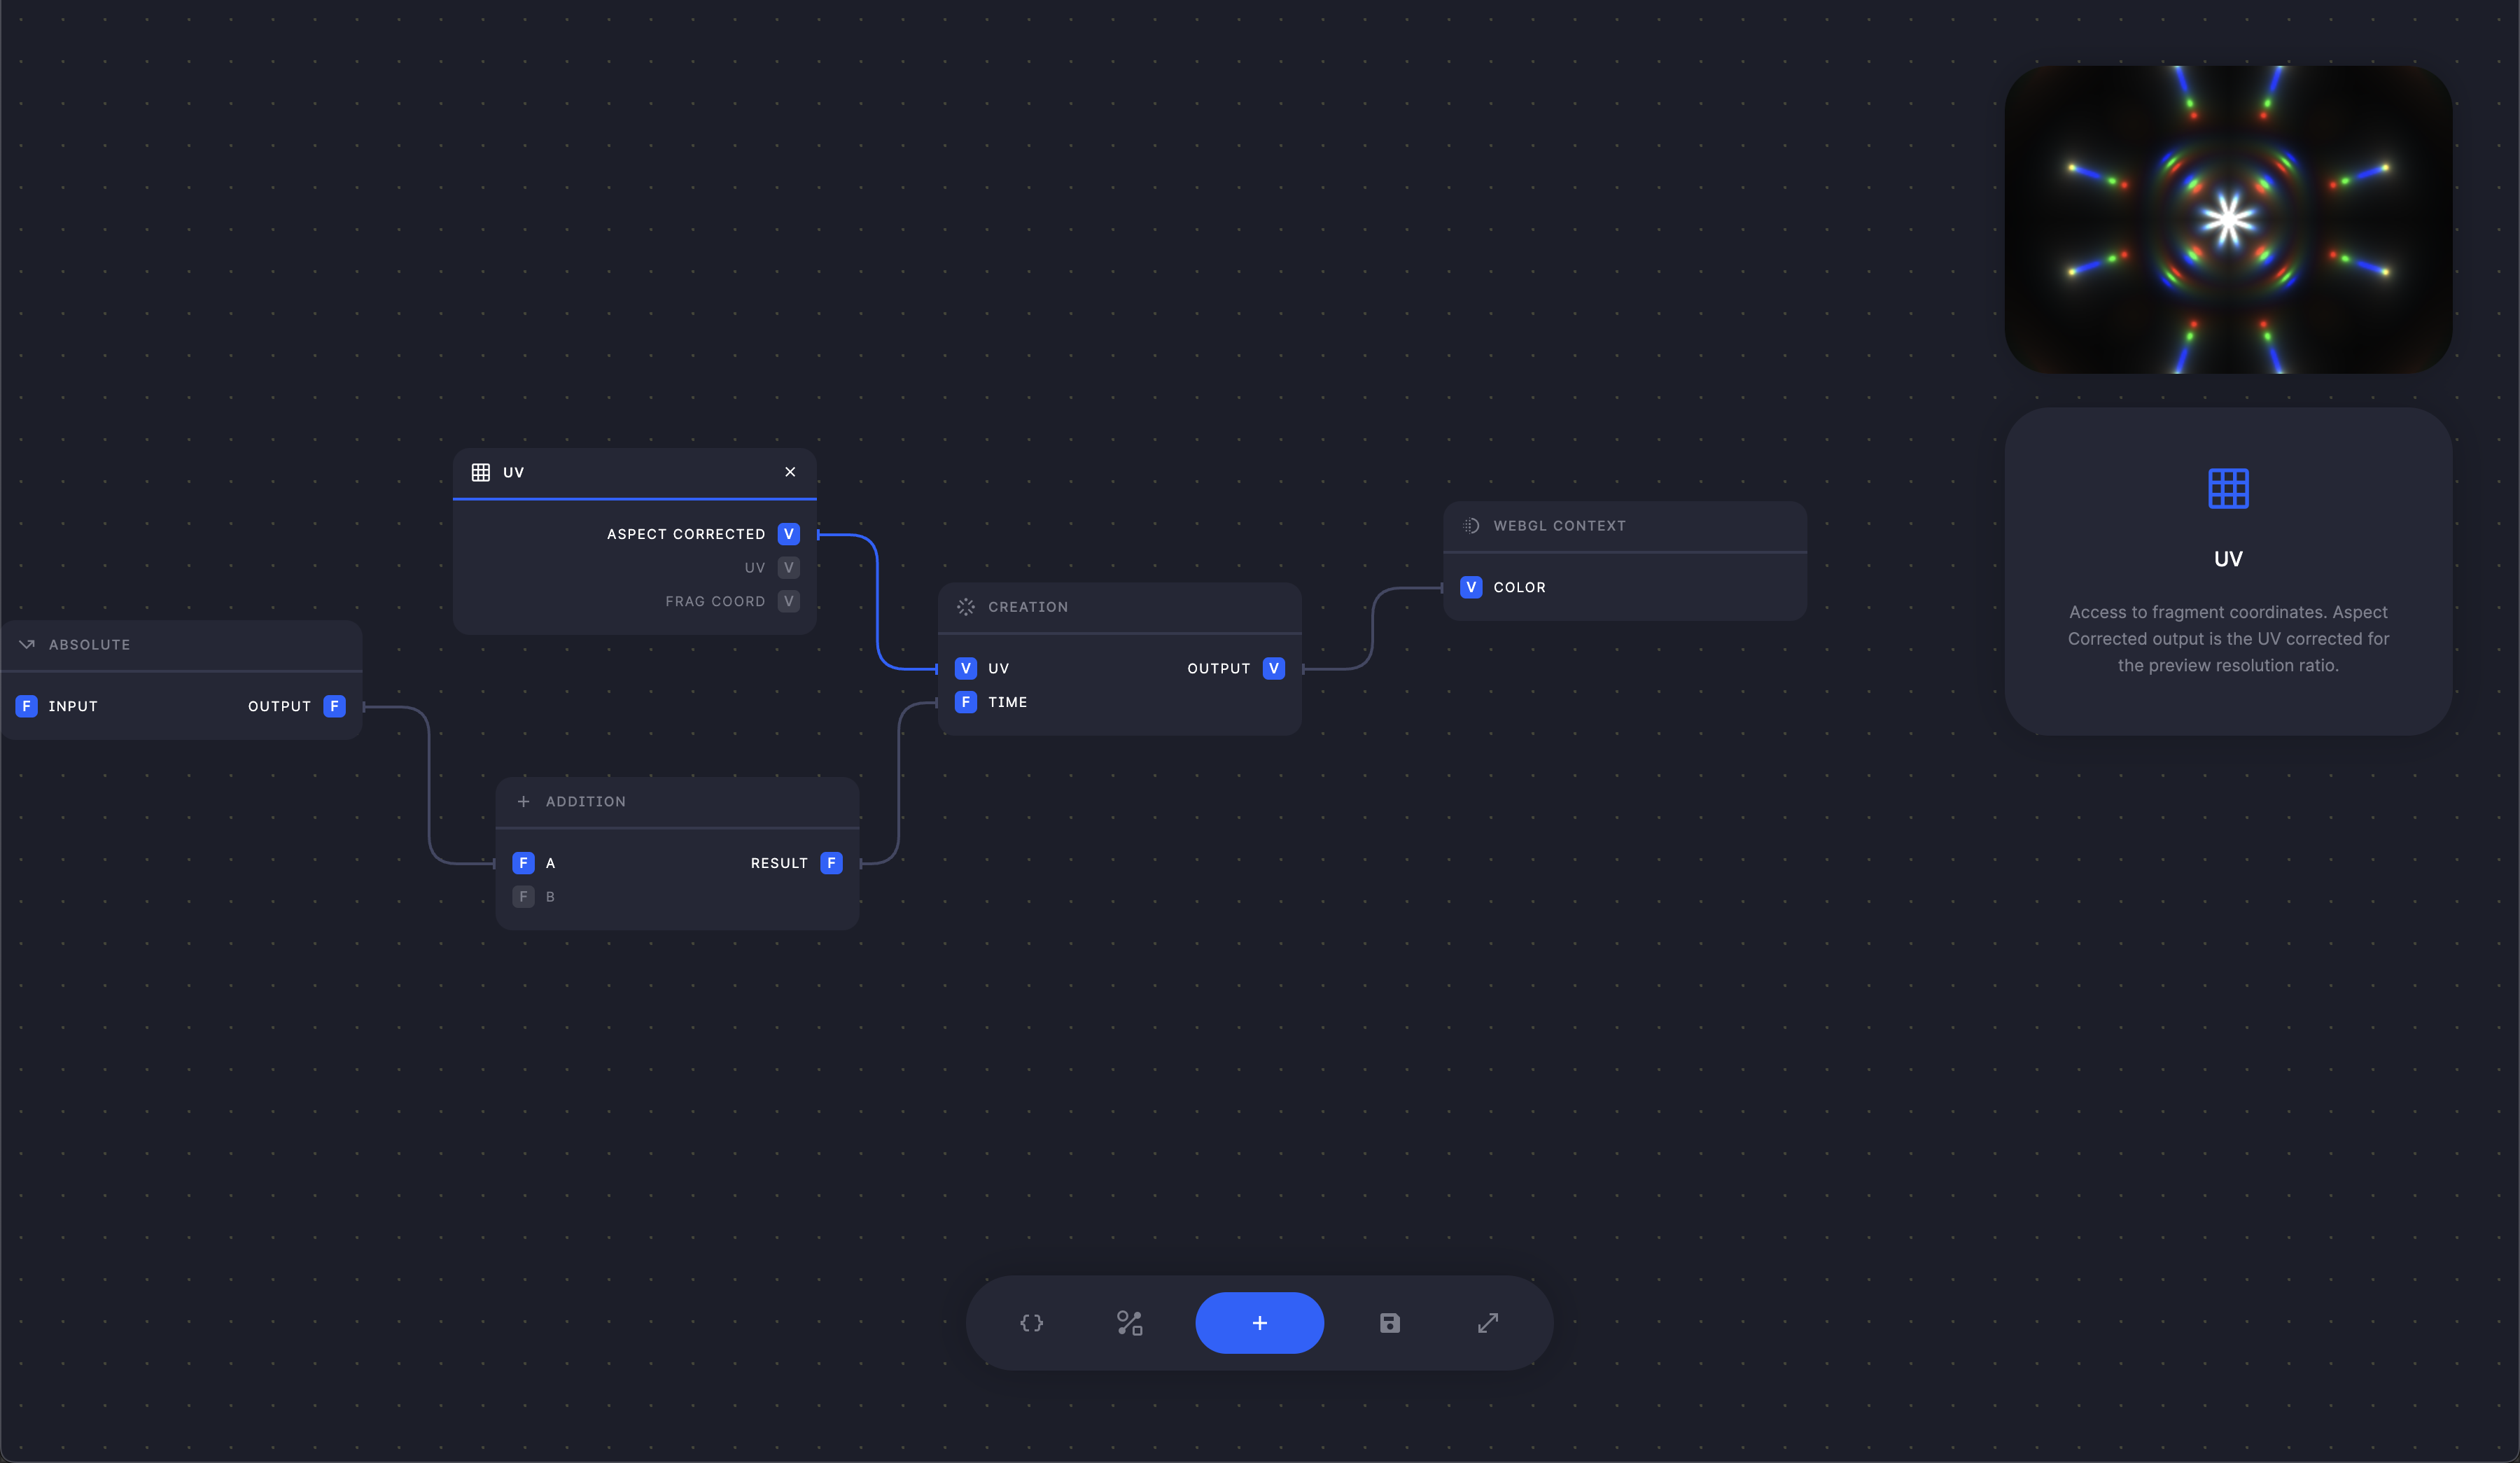 UV
ASPECT CORRECTED V
UV V
FRAG COORD V
ABSOLUTE
F INPUT OUTPUT F
ADDITION
F A RESULT F
F B
CREATION
V UV OUTPUT V
F TIME
WEBGL CONTEXT
V COLOR
UV
Access to fragment coordinates. Aspect
Corrected output is the UV corrected for
the preview resolution ratio.